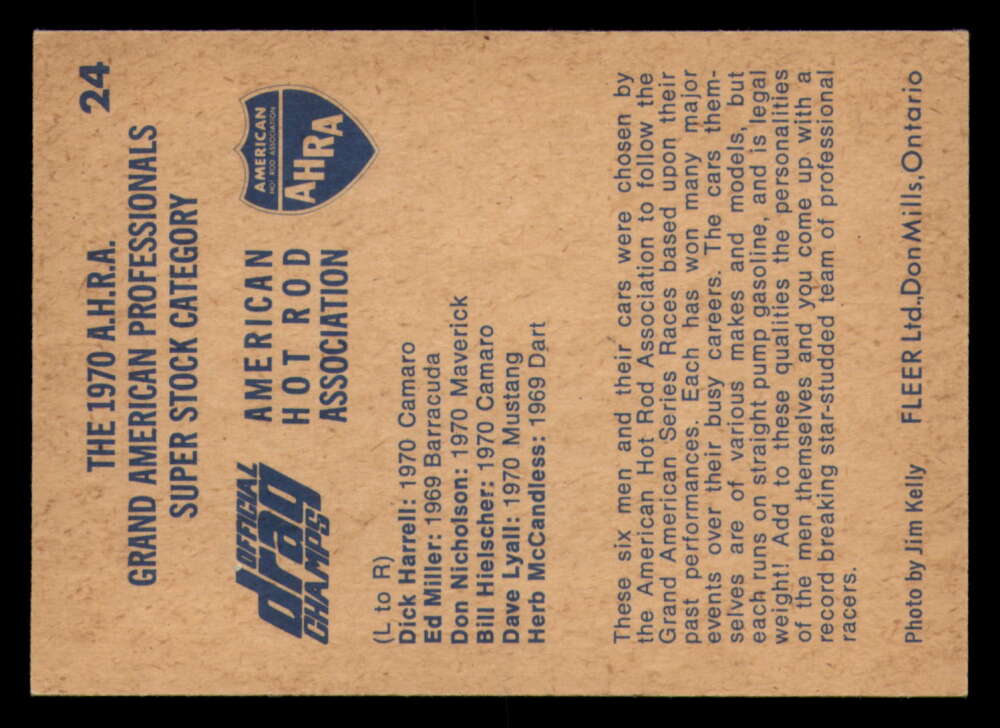 24
THE 1970 A.H.R.A.
GRAND AMERICAN PROFESSIONALS
SUPER STOCK CATEGORY
OFFICIAL
drag
CHAMPS
AMERICAN
HOT ROD
ASSOCIATION
AMERICAN
HOT ROD ASSOCIATION
AHRA
(L to R)
Dick Harrell: 1970 Camaro
Ed Miller: 1969 Barracuda
Don Nicholson: 1970 Maverick
Bill Hielscher: 1970 Camaro
Dave Lyall: 1970 Mustang
Herb McCandless: 1969 Dart
These six men and their cars were chosen by
the American Hot Rod Association to follow the
Grand American Series Races based upon their
past performances. Each has won many major
events over their busy careers. The cars them-
selves are of various makes and models, but
each runs on straight pump gasoline, and is legal
weight! Add to these qualities the personalities
of the men themselves and you come up with a
record breaking star-studded team of professional
racers.
Photo by Jim Kelly FLEER Ltd., Don Mills, Ontario